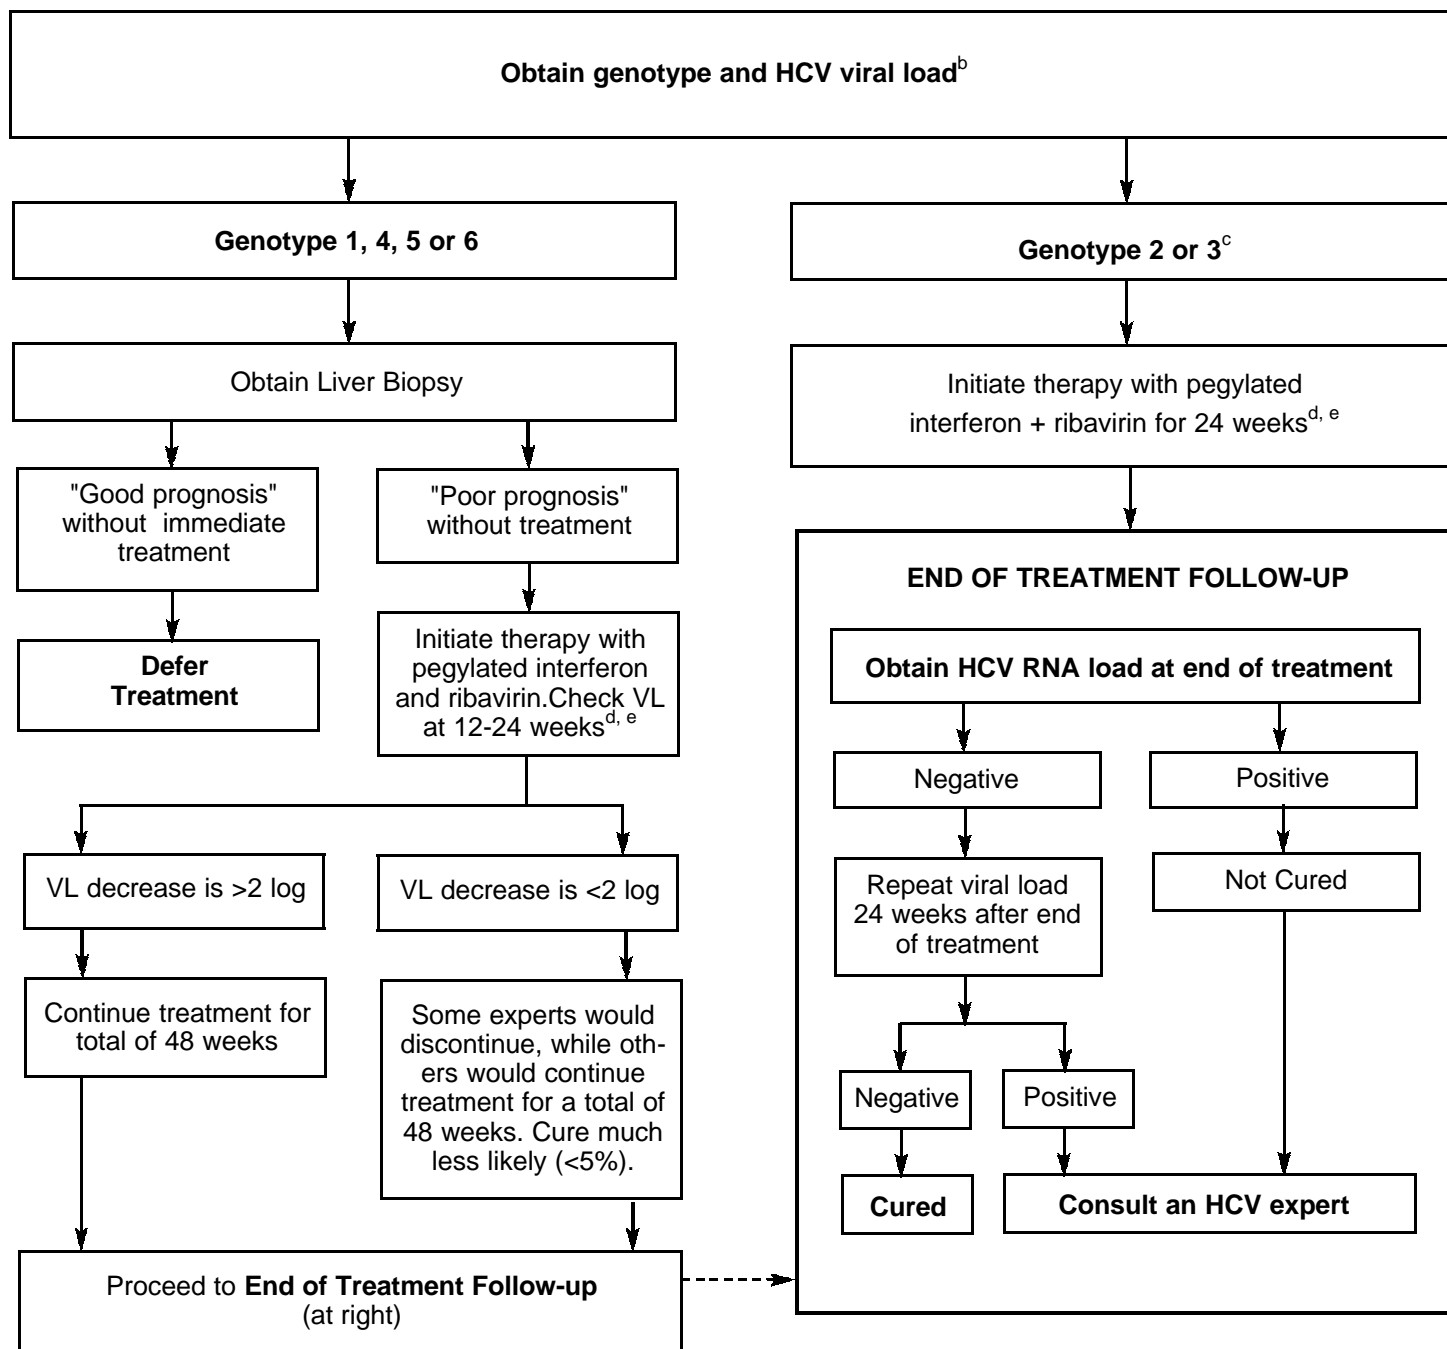 Obtain genotype and HCV viral loadb
Genotype 1, 4, 5 or 6
Obtain Liver Biopsy
"Good prognosis"
without immediate
treatment
Defer
Treatment
"Poor prognosis"
without treatment
Initiate therapy with
pegylated interferon
and ribavirin.Check VL
at 12-24 weeksd, e
VL decrease is >2 log
Continue treatment for
total of 48 weeks
VL decrease is <2 log
Some experts would
discontinue, while oth-
ers would continue
treatment for a total of
48 weeks. Cure much
less likely (<5%).
Proceed to End of Treatment Follow-up
(at right)
Genotype 2 or 3c
Initiate therapy with pegylated
interferon + ribavirin for 24 weeksd, e
END OF TREATMENT FOLLOW-UP
Obtain HCV RNA load at end of treatment
Negative
Repeat viral load
24 weeks after end
of treatment
Negative
Cured
Positive
Positive
Not Cured
Consult an HCV expert